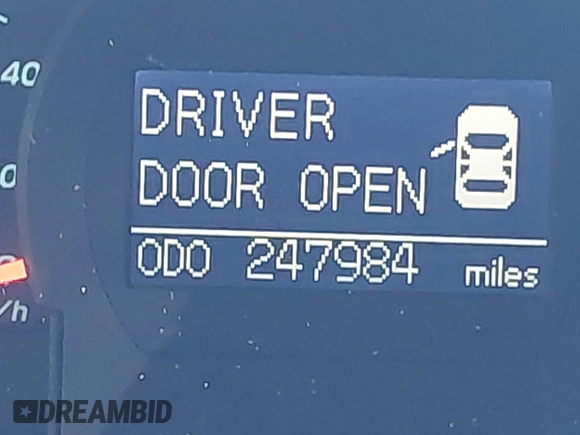 40
DRIVER
DOOR OPEN
ODO 247984 miles
/h
DREAMBID